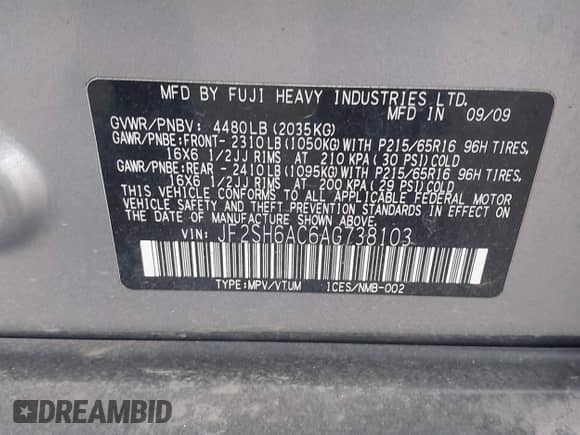 MFD BY FUJI HEAVY INDUSTRIES LTD.
MFD IN 09/09
GVWR/PNBV: 4480LB(2035KG)
GAWR/PNBE:FRONT- 2310LB(1050KG)WITH P215/65R16 96H TIRES,
16X6 1/2JJ RIMS AT 210 KPA(30 PSI)COLD
GAWR/PNBE:REAR - 2410LB(1095KG)WITH P215/65R16 96H TIRES,
16X6 1/2JJ RIMS AT 200 KPA(29 PSI)COLD
THIS VEHICLE CONFORMS TO ALL APPLICABLE FEDERAL MOTOR
VEHICLE SAFETY STANDARDS IN EFFECT ON THE DATE OF
MANUFACTURE SHOWN ABOVE.
VIN: JF2SH6AC6AG738103
TYPE:MPV/VTUM ICES/NMB-002
DREAMBID